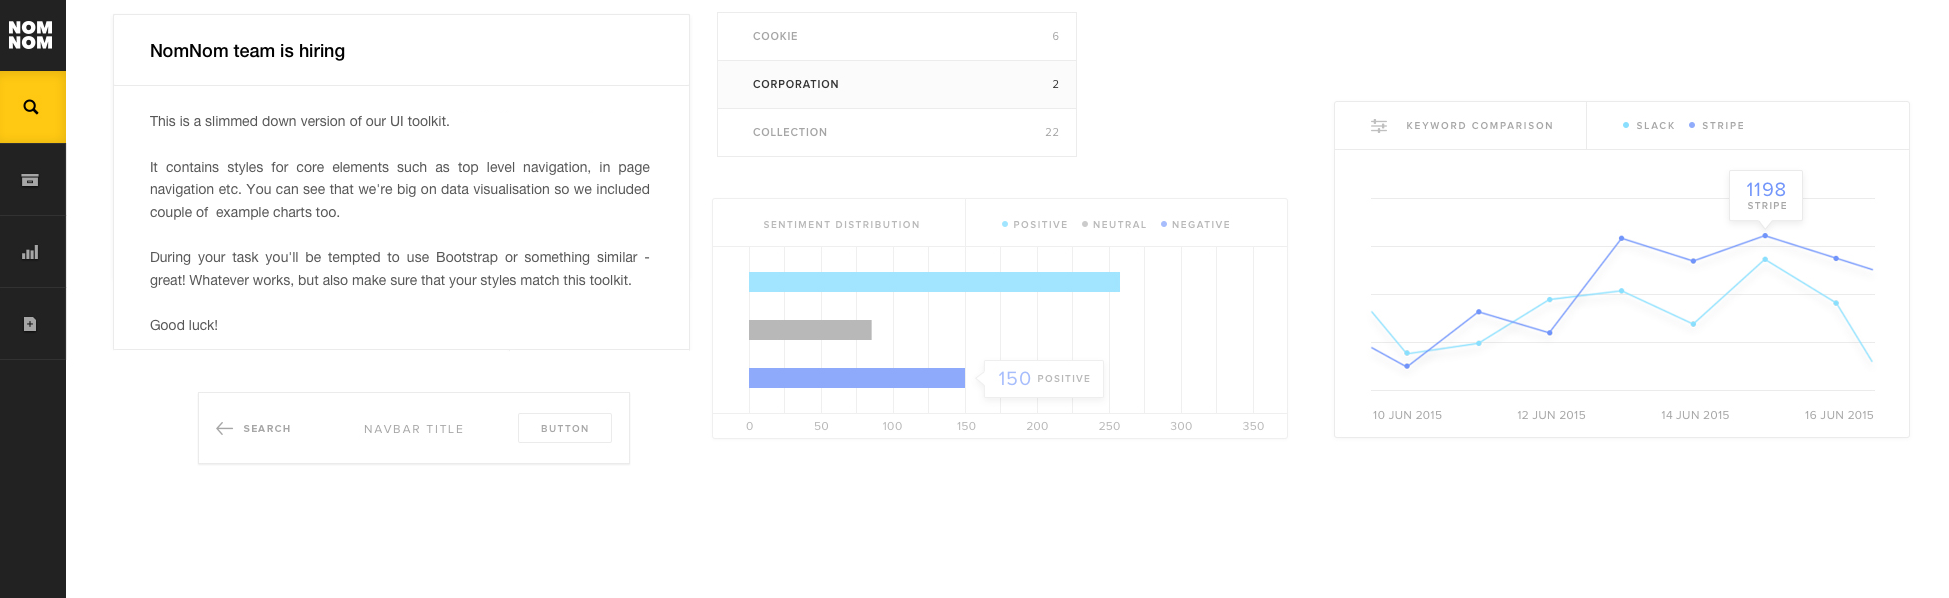 NOM
NOM
NomNom team is hiring
This is a slimmed down version of our UI toolkit.
It contains styles for core elements such as top level navigation, in page
navigation etc. You can see that we're big on data visualisation so we included
couple of example charts too.
During your task you'll be tempted to use Bootstrap or something similar -
great! Whatever works, but also make sure that your styles match this toolkit.
Good luck!
SEARCH NAVBAR TITLE BUTTON
COOKIE 6
CORPORATION 2
COLLECTION 22
SENTIMENT DISTRIBUTION POSITIVE NEUTRAL NEGATIVE
150 POSITIVE
0 50 100 150 200 250 300 350
KEYWORD COMPARISON SLACK STRIPE
1198
STRIPE
10 JUN 2015 12 JUN 2015 14 JUN 2015 16 JUN 2015